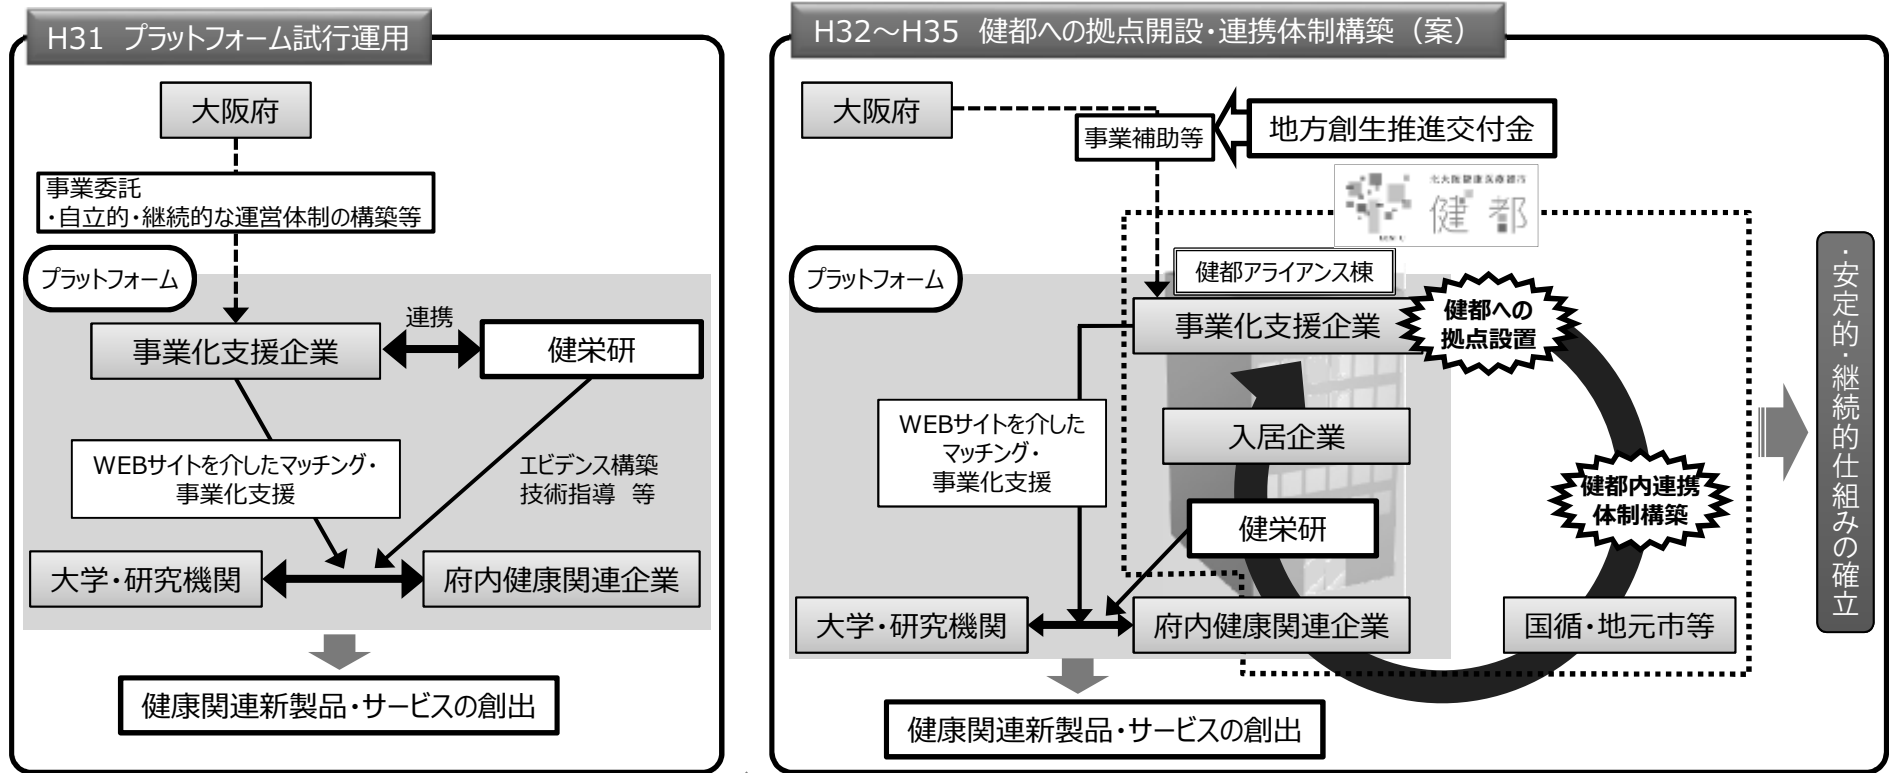 H31 プラットフォーム試行運用
大阪府
事業委託
・自立的・継続的な運営体制の構築等
プラットフォーム
事業化支援企業
連携
健栄研
WEBサイトを介したマッチング・
事業化支援
エビデンス構築
技術指導 等
大学・研究機関
府内健康関連企業
健康関連新製品・サービスの創出
H32～H35 健都への拠点開設・連携体制構築（案）
大阪府
事業補助等
地方創生推進交付金
北大阪健康医療都市
健都
プラットフォーム
健都アライアンス棟
事業化支援企業
健都への
拠点設置
WEBサイトを介した
マッチング・
事業化支援
入居企業
健栄研
健都内連携
体制構築
大学・研究機関
府内健康関連企業
国循・地元市等
健康関連新製品・サービスの創出
・安定的・継続的仕組みの確立